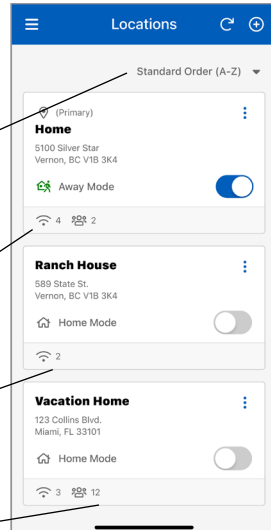 Locations
Standard Order (A-Z)
(Primary)
Home
5100 Silver Star
Vernon, BC V1B 3K4
Away Mode
4 2
Ranch House
589 State St.
Vernon, BC V1B 3K4
Home Mode
2
Vacation Home
123 Collins Blvd.
Miami, FL 33101
Home Mode
3 12